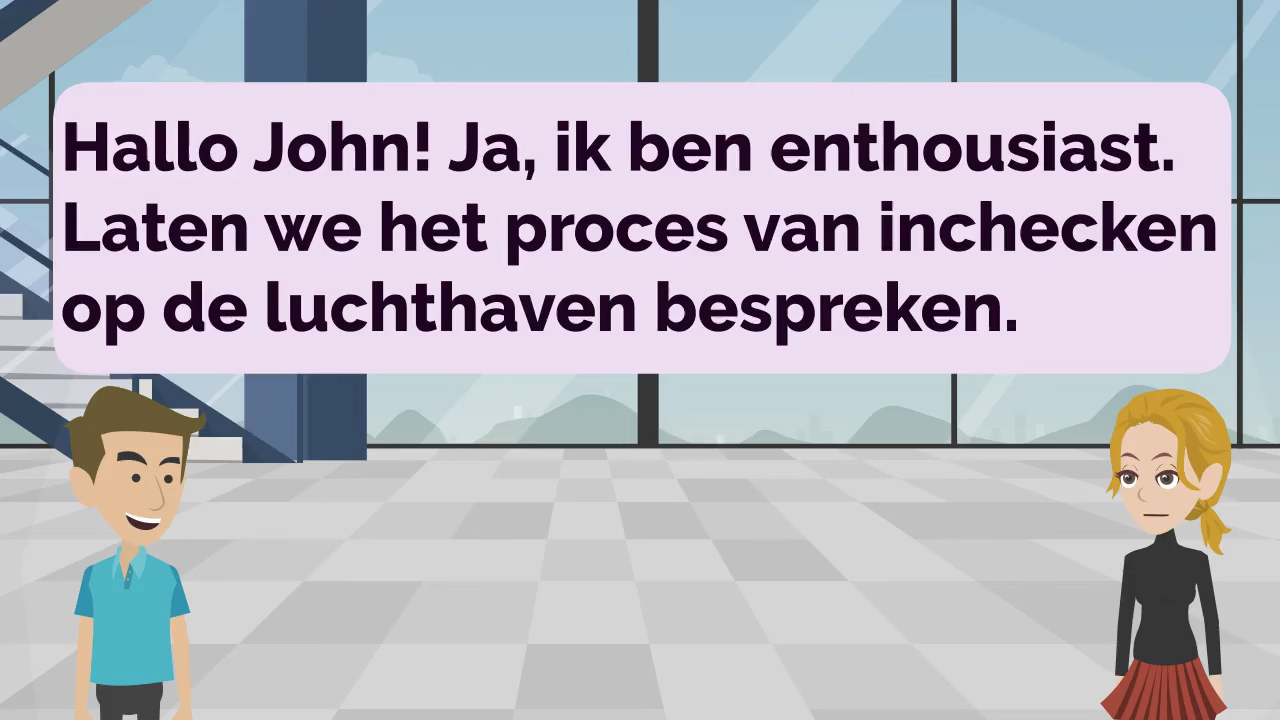 Hallo John! Ja, ik ben enthousiast.
Laten we het proces van inchecken
op de luchthaven bespreken.